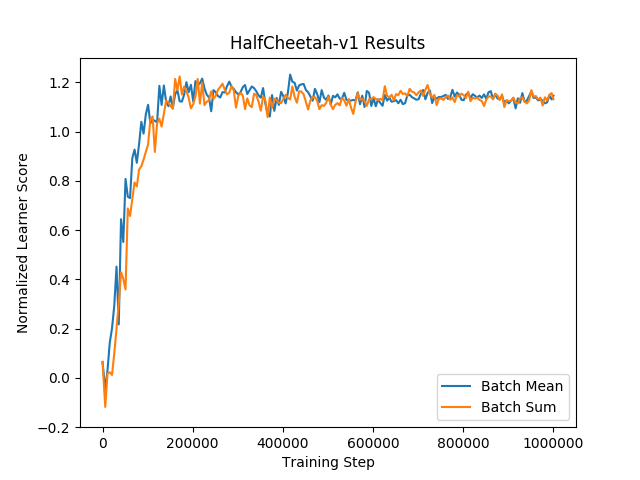 HalfCheetah-v1 Results
Normalized Learner Score
1.2
1.0
0.8
0.6
0.4
0.2
0.0
−0.2
0 200000 400000 600000 800000 1000000
Training Step
Batch Mean
Batch Sum